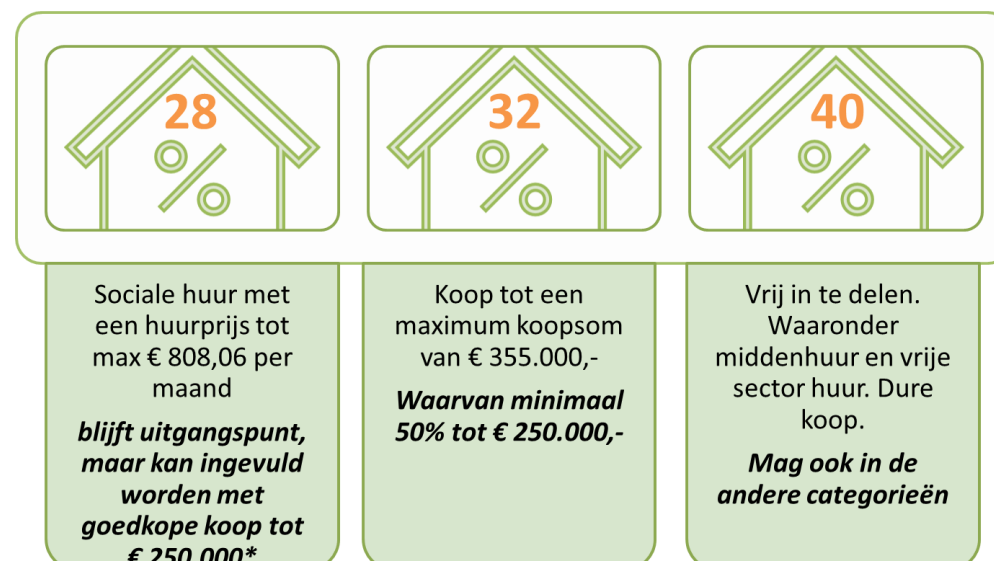 28
%
Sociale huur met
een huurprijs tot
max € 808,06 per
maand
blijft uitgangspunt,
maar kan ingevuld
worden met
goedkope koop tot
€ 250.000*
32
%
Koop tot een
maximum koopsom
van € 355.000,-
Waarvan minimaal
50% tot € 250.000,-
40
%
Vrij in te delen.
Waaronder
middenhuur en vrije
sector huur. Dure
koop.
Mag ook in de
andere categorieën